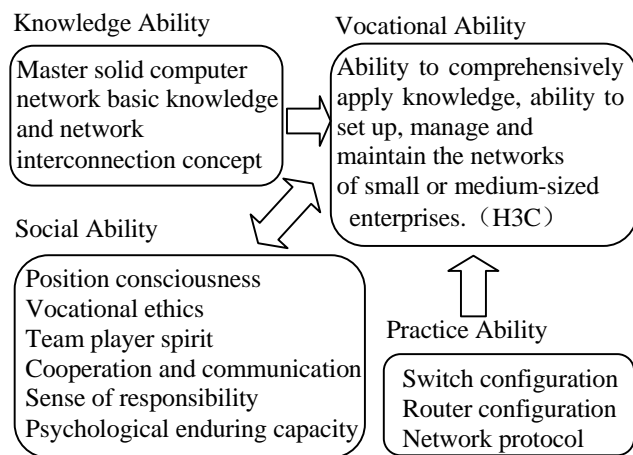 Knowledge Ability
Master solid computer
network basic knowledge
and network
interconnection concept
Vocational Ability
Ability to comprehensively
apply knowledge, ability to
set up, manage and
maintain the networks
of small or medium-sized
enterprises.（H3C）
Social Ability
Position consciousness
Vocational ethics
Team player spirit
Cooperation and communication
Sense of responsibility
Psychological enduring capacity
Practice Ability
Switch configuration
Router configuration
Network protocol